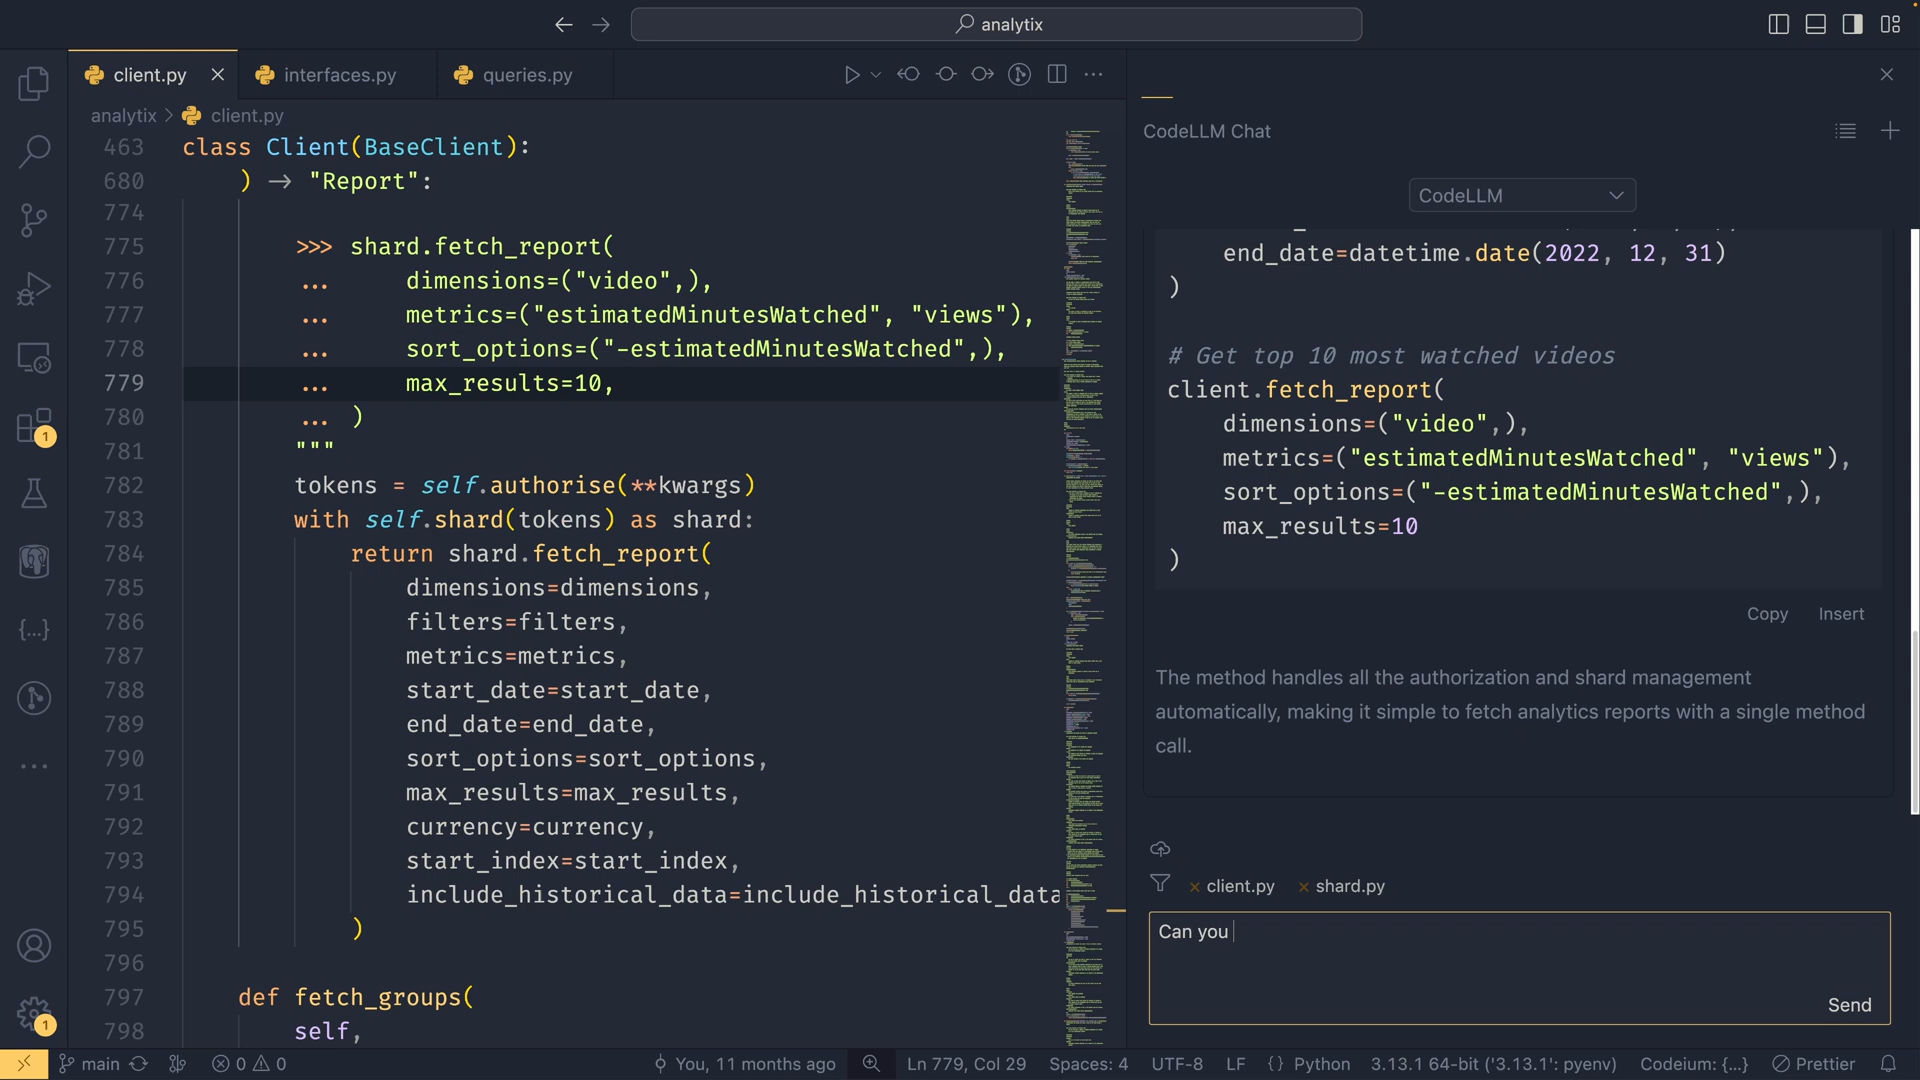 analytix
client.py
interfaces.py
queries.py
analytix > client.py
463 class Client(BaseClient):
680 ) → "Report":
774
775 >>> shard.fetch_report(
776 ... dimensions=("video",),
777 ... metrics=("estimatedMinutesWatched", "views"),
778 ... sort_options=("-estimatedMinutesWatched",),
779 ... max_results=10,
780 ... )
781 """
782 tokens = self.authorise(**kwargs)
783 with self.shard(tokens) as shard:
784 return shard.fetch_report(
785 dimensions=dimensions,
786 filters=filters,
787 metrics=metrics,
788 start_date=start_date,
789 end_date=end_date,
790 sort_options=sort_options,
791 max_results=max_results,
792 currency=currency,
793 start_index=start_index,
794 include_historical_data=include_historical_data
795 )
796
797 def fetch_groups(
798 self,
1
1
CodeLLM Chat
CodeLLM
end_date=datetime.date(2022, 12, 31)
)
# Get top 10 most watched videos
client.fetch_report(
dimensions=("video",),
metrics=("estimatedMinutesWatched", "views"),
sort_options=("-estimatedMinutesWatched",),
max_results=10
)
Copy Insert
The method handles all the authorization and shard management
automatically, making it simple to fetch analytics reports with a single method
call.
× client.py × shard.py
Can you
Send
main 0 0 You, 11 months ago Ln 779, Col 29 Spaces: 4 UTF-8 LF {} Python 3.13.1 64-bit ('3.13.1': pyenv) Codeium: {...} Prettier